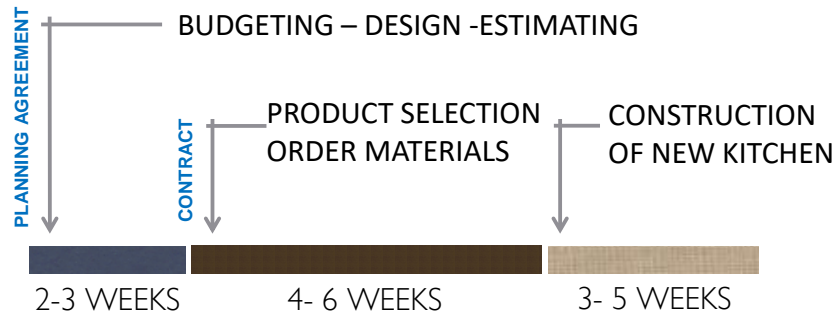 PLANNING AGREEMENT
BUDGETING – DESIGN -ESTIMATING
CONTRACT
PRODUCT SELECTION
ORDER MATERIALS
CONSTRUCTION
OF NEW KITCHEN
2-3 WEEKS
4- 6 WEEKS
3- 5 WEEKS